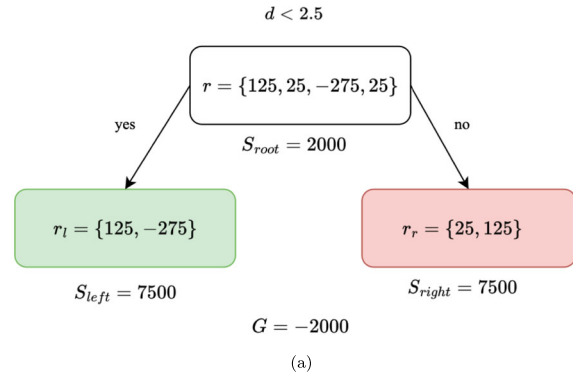 d < 2.5
r = {125, 25, −275, 25}
yes
no
S_root = 2000
r_l = {125, −275}
r_r = {25, 125}
S_left = 7500
S_right = 7500
G = −2000
(a)